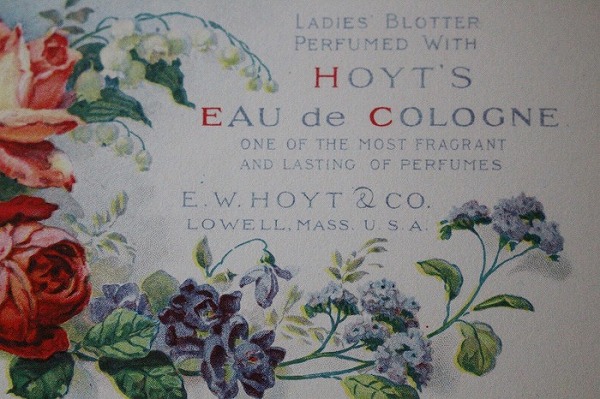 LADIES' BLOTTER
PERFUMED WITH
HOYT'S
EAU de COLOGNE.
ONE OF THE MOST FRAGRANT
AND LASTING OF PERFUMES
E. W. HOYT & CO.
LOWELL, MASS. U. S. A.